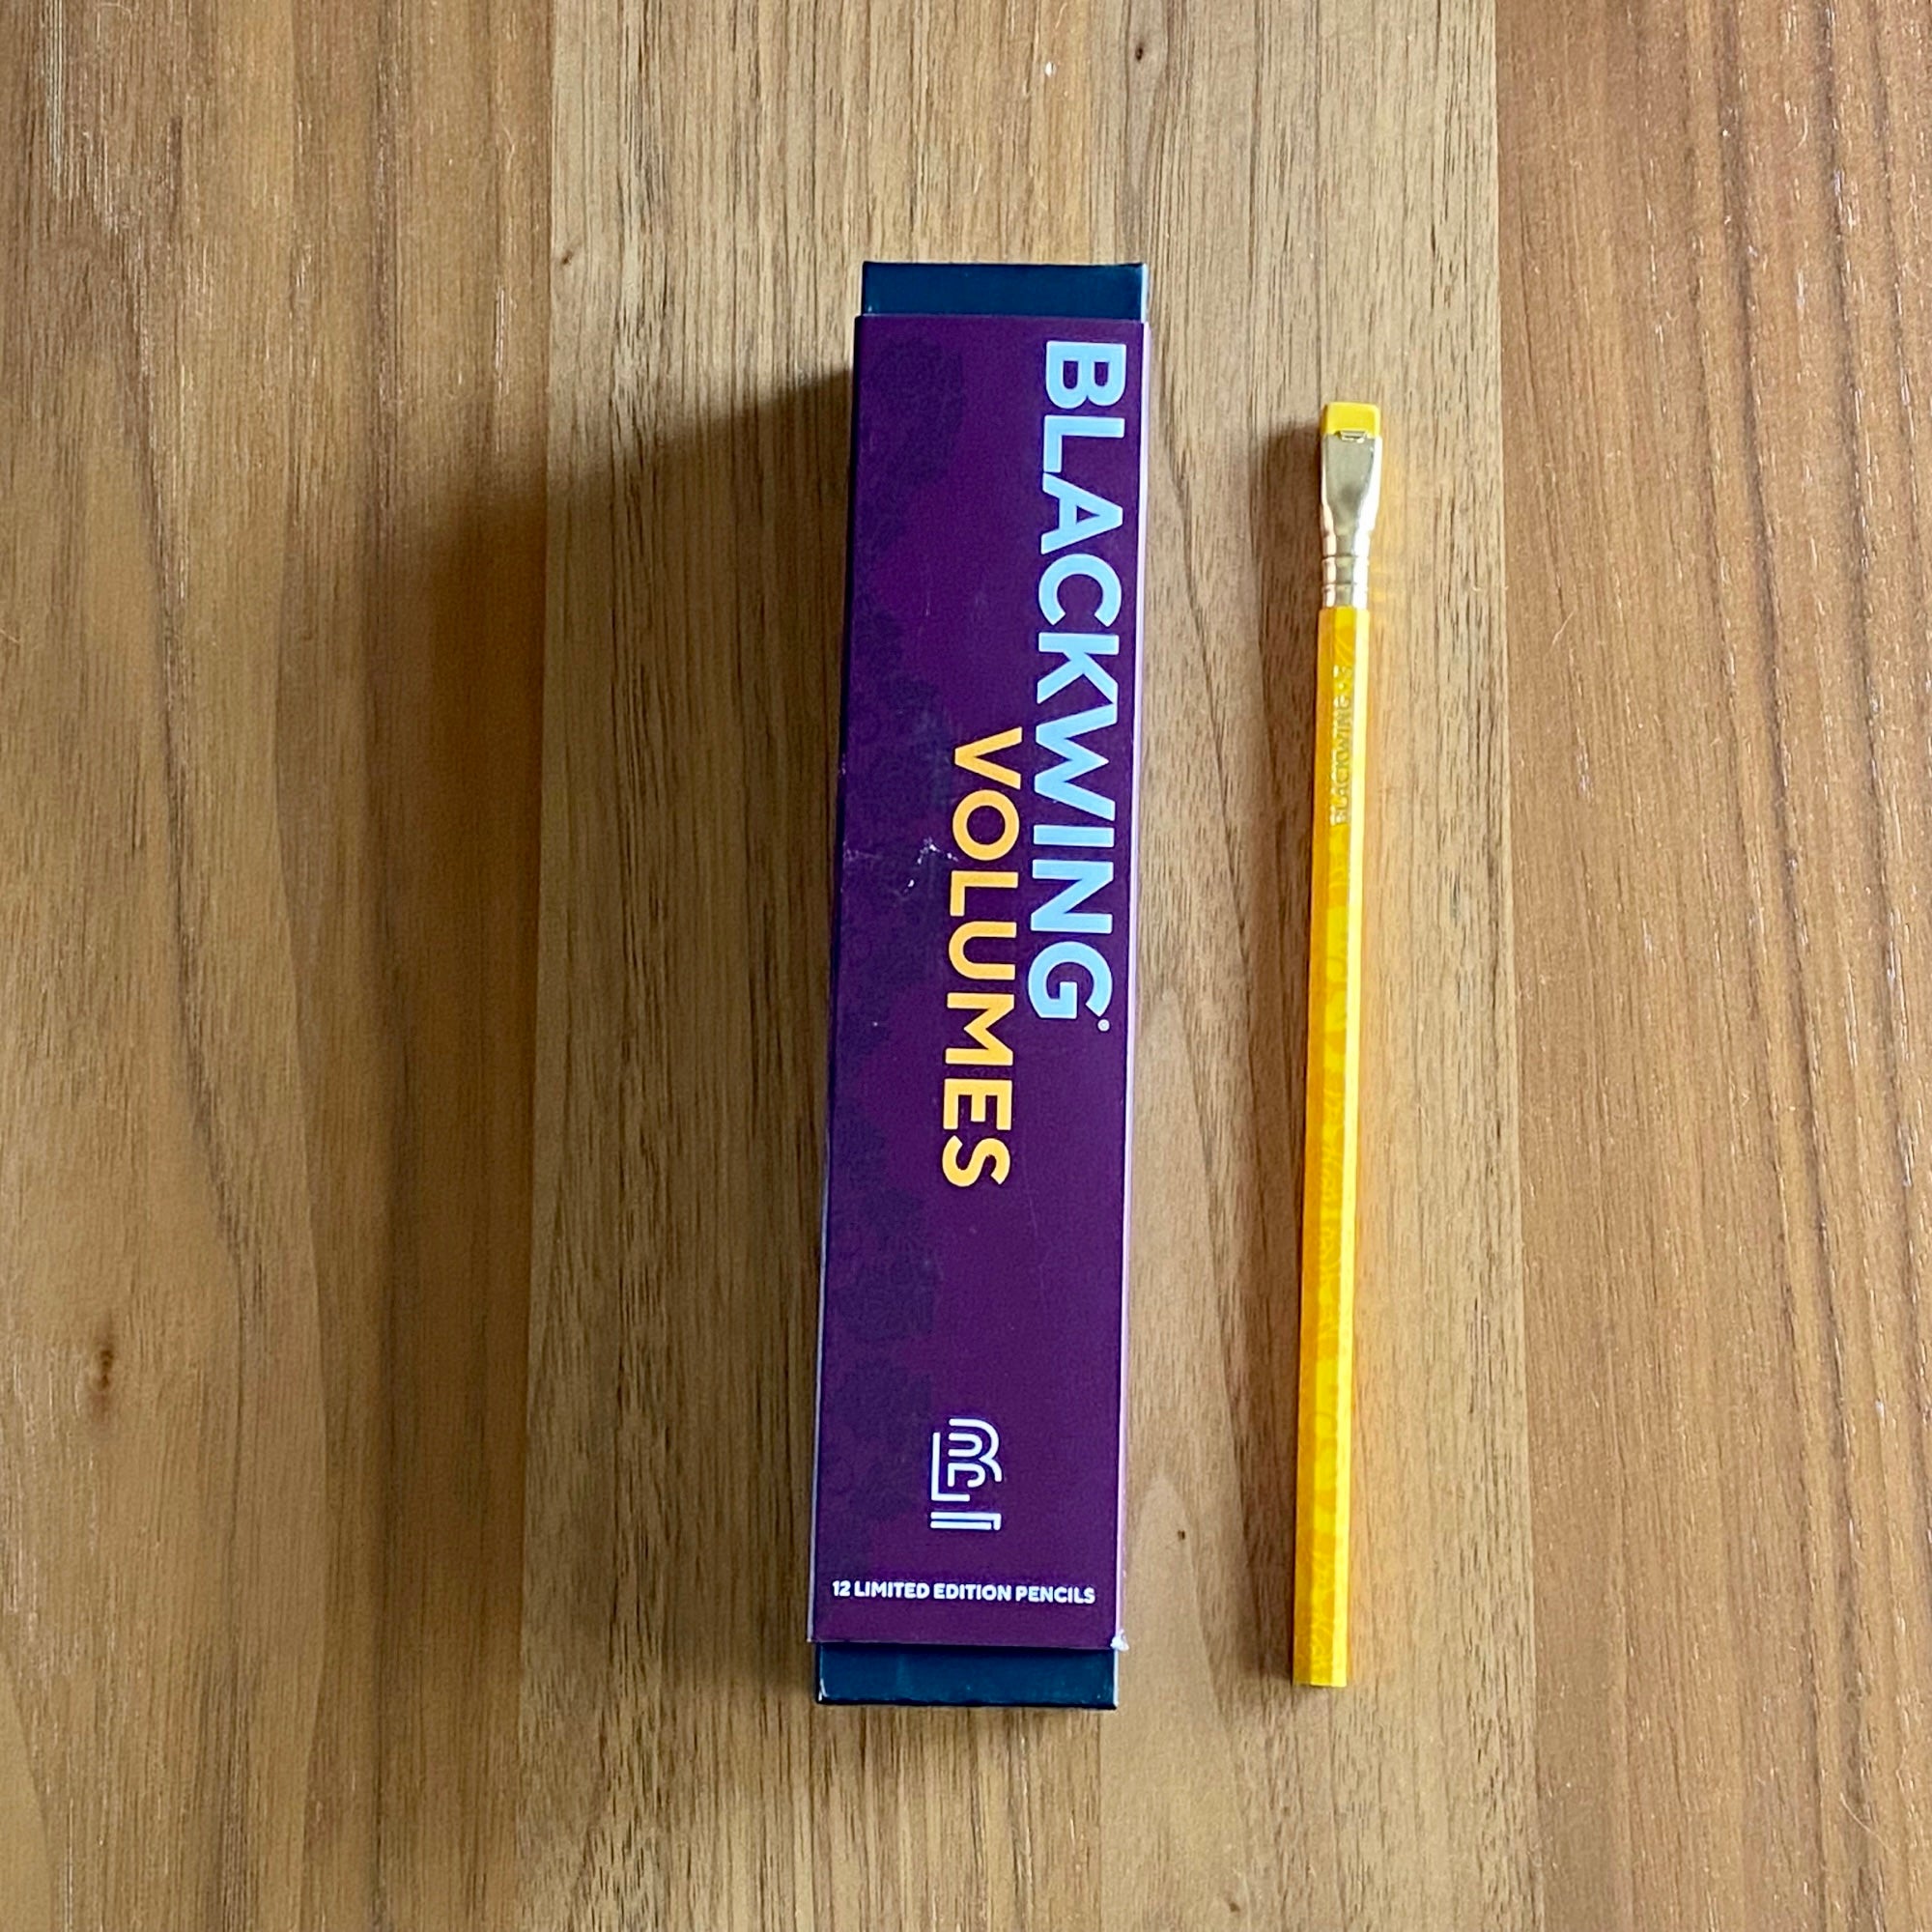 BLACKWING
VOLUMES
B
12 LIMITED EDITION PENCILS
BLACKWING